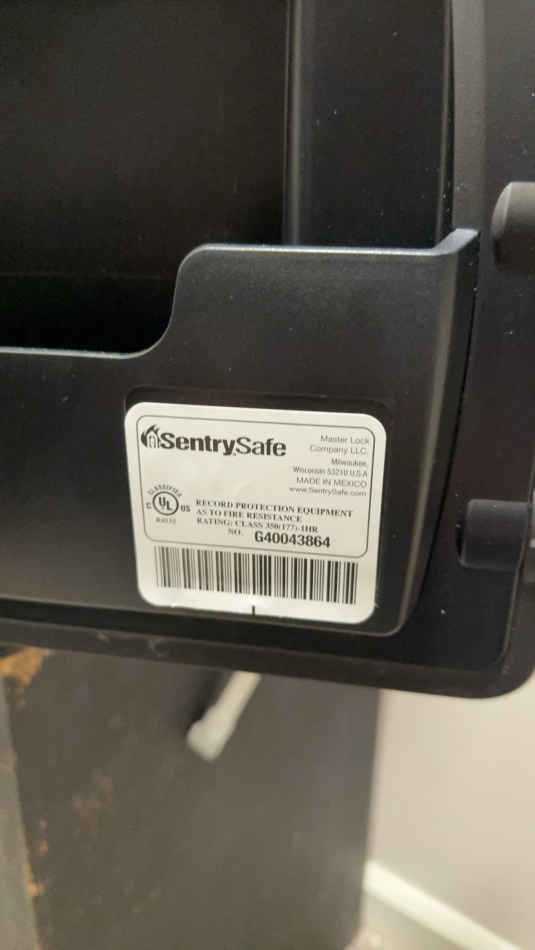 SentrySafe
Master Lock
Company LLC.
Milwaukee,
Wisconsin 53210 U.S.A
MADE IN MEXICO
www.SentrySafe.com
CLASSIFIED
C UL US
RECORD PROTECTION EQUIPMENT
AS TO FIRE RESISTANCE
RATING: CLASS 350(177)-1HR
NO. G40043864